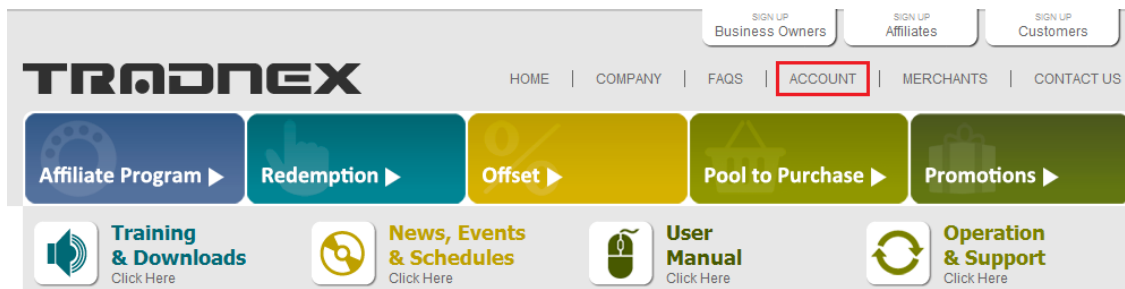 SIGN UP SIGN UP SIGN UP
Business Owners Affiliates Customers
TRADNEX
HOME | COMPANY | FAQS | ACCOUNT | MERCHANTS | CONTACT US
%
Affiliate Program ▶ Redemption ▶ Offset ▶ Pool to Purchase ▶ Promotions ▶
Training News, Events User Operation
& Downloads & Schedules Manual & Support
Click Here Click Here Click Here Click Here